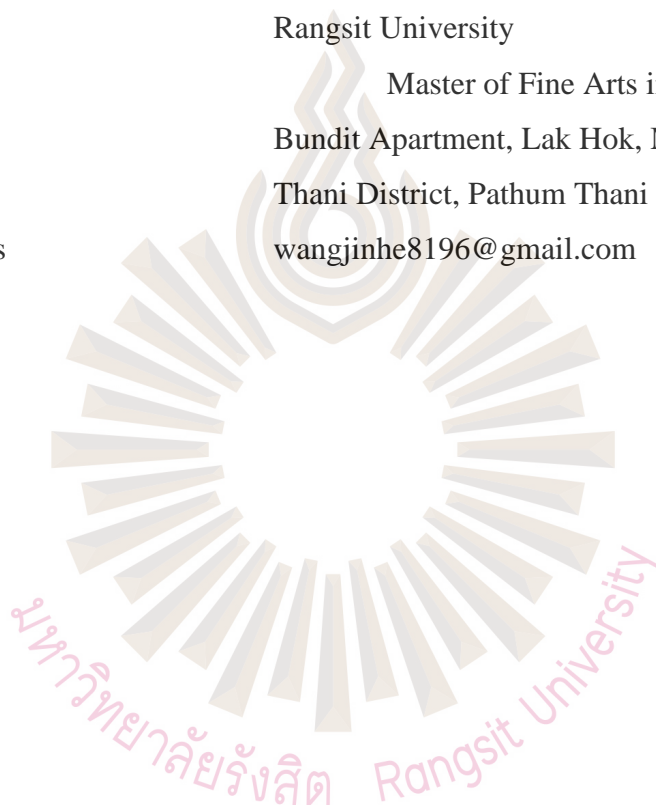 Rangsit University
Master of Fine Arts i
Bundit Apartment, Lak Hok,
Thani District, Pathum Thani
s
wangjinhe8196@gmail.com
มหาวิทยาลัยรังสิต Rangsit University